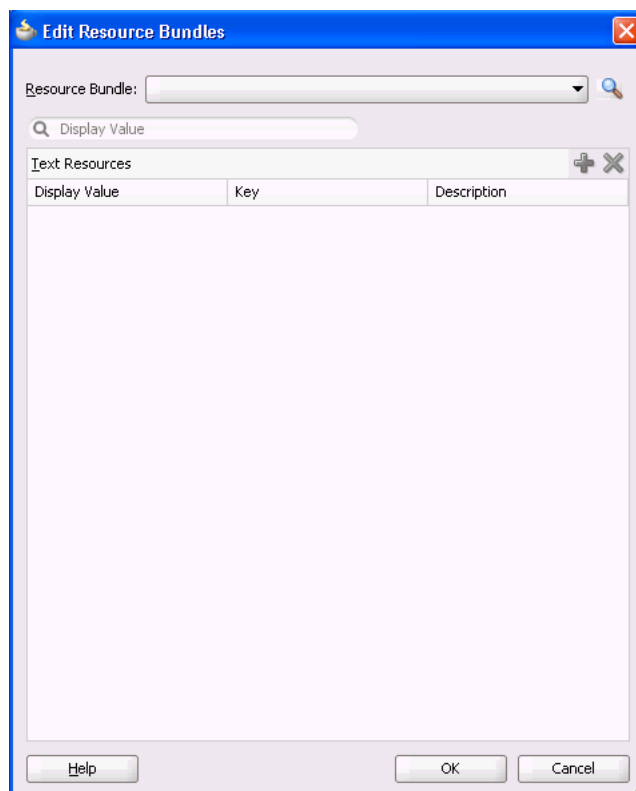 Edit Resource Bundles
Resource Bundle:
Display Value
Text Resources
Display Value Key Description
Help OK Cancel